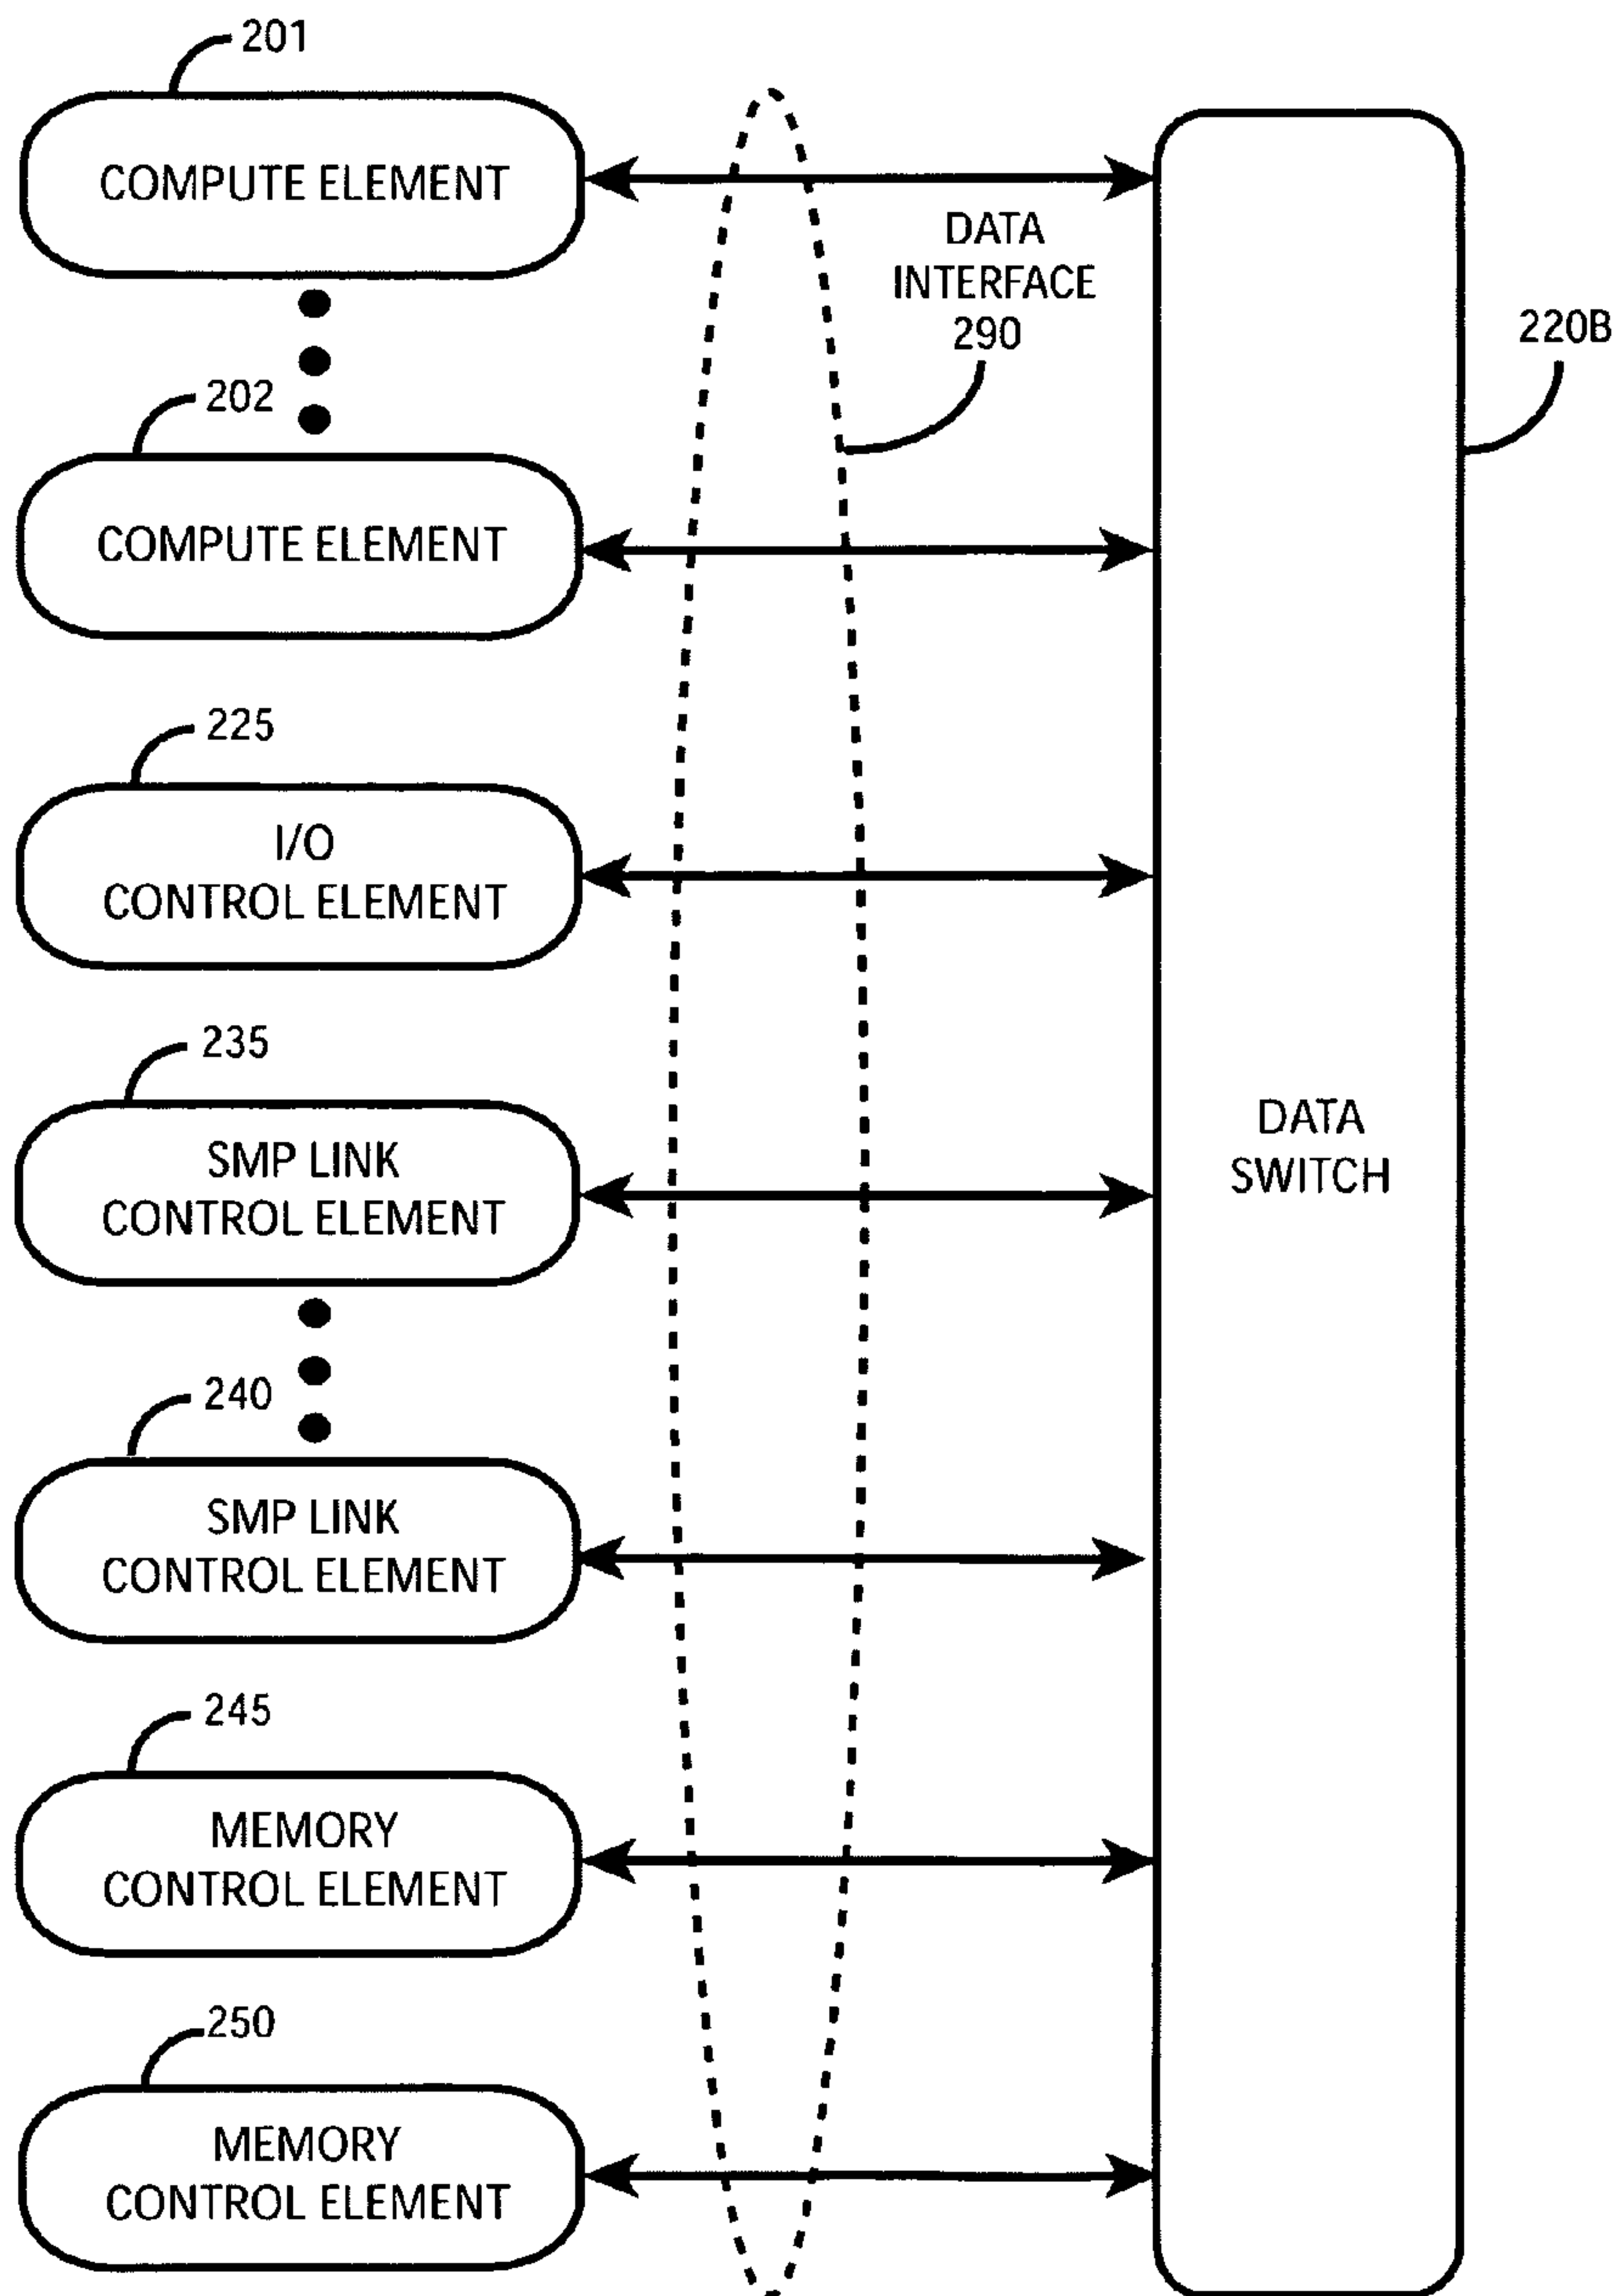 201
COMPUTE ELEMENT
DATA
INTERFACE
290
220B
202
COMPUTE ELEMENT
225
I/O
CONTROL ELEMENT
235
SMP LINK
CONTROL ELEMENT
DATA
SWITCH
240
SMP LINK
CONTROL ELEMENT
245
MEMORY
CONTROL ELEMENT
250
MEMORY
CONTROL ELEMENT